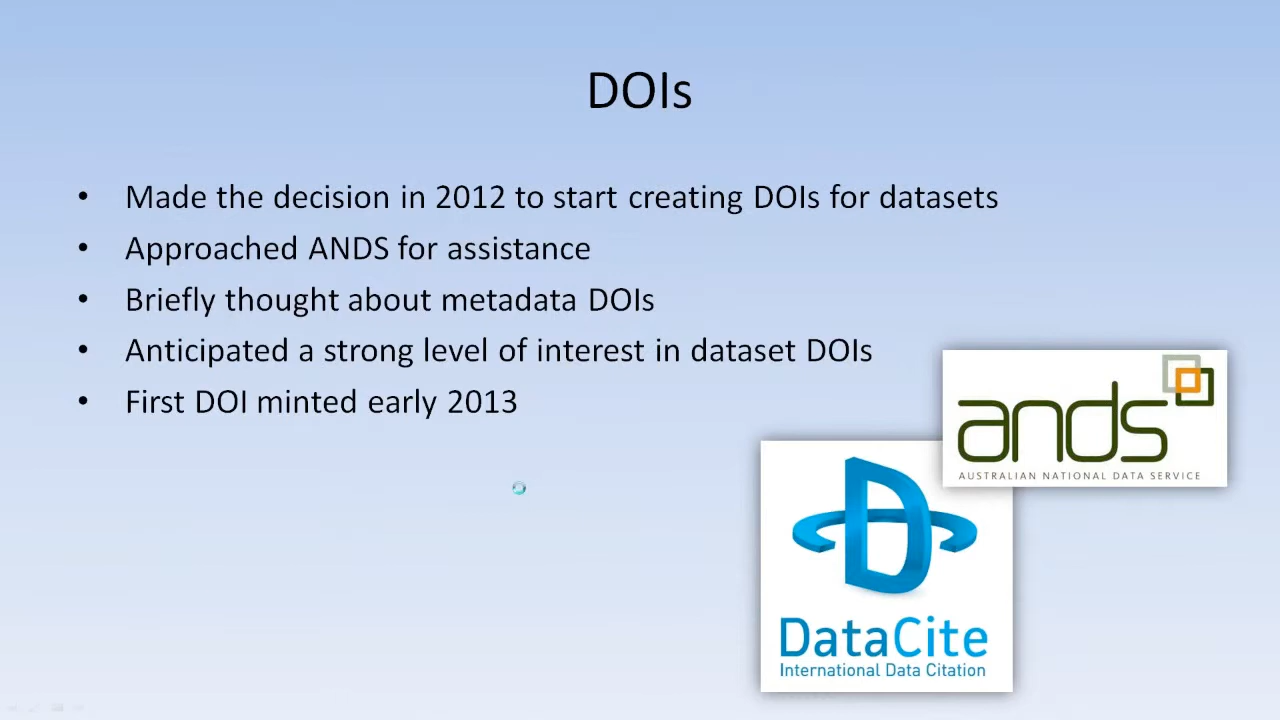 DOIs
• Made the decision in 2012 to start creating DOIs for datasets
• Approached ANDS for assistance
• Briefly thought about metadata DOIs
• Anticipated a strong level of interest in dataset DOIs
• First DOI minted early 2013
ands
AUSTRALIAN NATIONAL DATA SERVICE
D
DataCite
International Data Citation